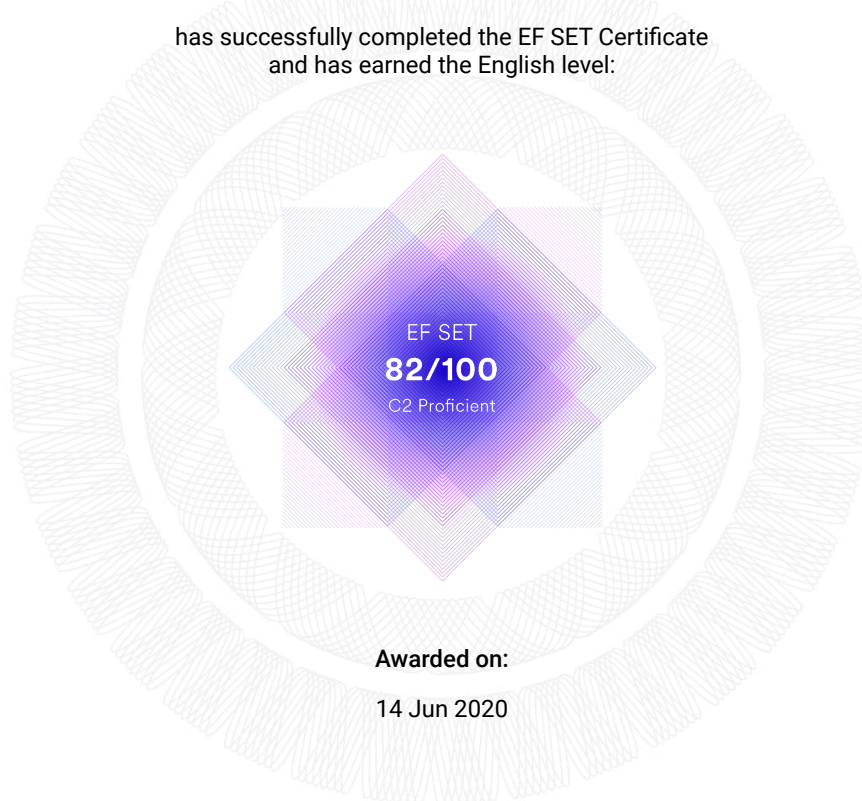 has successfully completed the EF SET Certificate
and has earned the English level:
EF SET
82/100
C2 Proficient
Awarded on:
14 Jun 2020